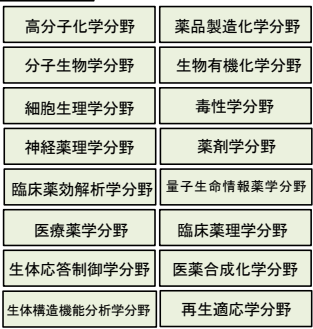 高分子化学分野
薬品製造化学分野
分子生物学分野
生物有機化学分野
細胞生理学分野
毒性学分野
神経薬理学分野
薬剤学分野
臨床薬効解析学分野
量子生命情報薬学分野
医療薬学分野
臨床薬理学分野
生体応答制御学分野
医薬合成化学分野
生体構造機能分析学分野
再生適応学分野